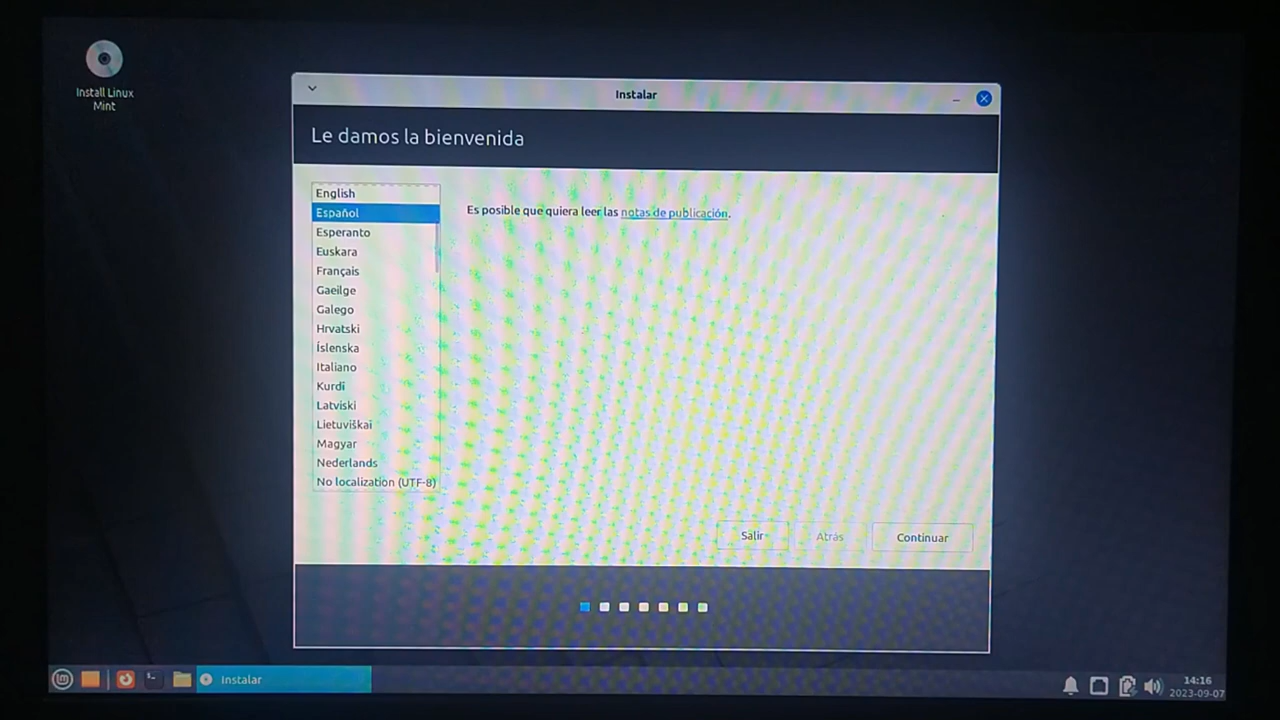 Install Linux
Mint
Instalar
Le damos la bienvenida
English
Español
Esperanto
Euskara
Français
Gaeilge
Galego
Hrvatski
Íslenska
Italiano
Kurdî
Latviski
Lietuviškai
Magyar
Nederlands
No localization (UTF-8)
Es posible que quiera leer las notas de publicación.
Salir
Atrás
Continuar
Instalar
14:16
2023-09-07